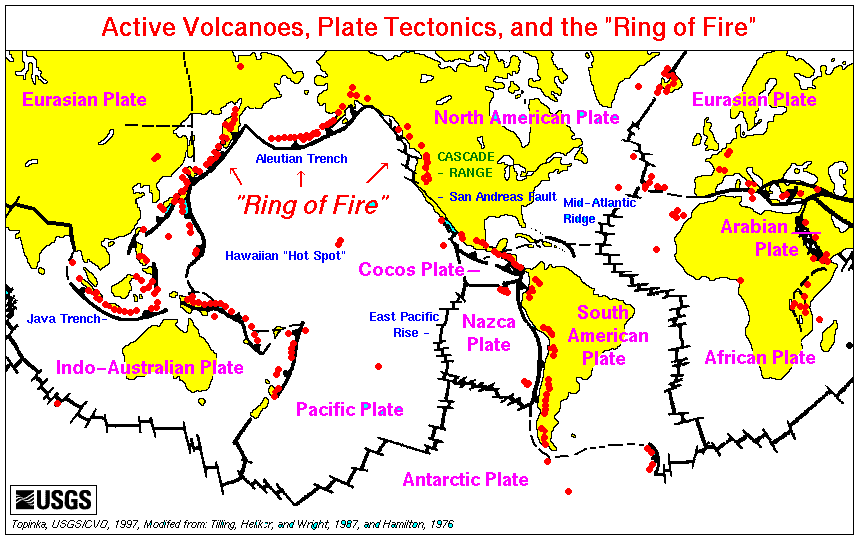 Active Volcanoes, Plate Tectonics, and the "Ring of Fire"
Eurasian Plate
North American Plate
Eurasian Plate
Aleutian Trench
CASCADE
- RANGE
"Ring of Fire"
- San Andreas Fault
Mid-Atlantic
Ridge
Arabian
Plate
Hawaiian "Hot Spot"
Cocos Plate
Java Trench-
East Pacific
Rise -
Nazca
Plate
South
American
Plate
Indo-Australian Plate
African Plate
Pacific Plate
Antarctic Plate
USGS
Topinka, USGS/CVO, 1997, Modifed from: Tilling, Heliker, and Wright, 1987, and Hamilton, 1976